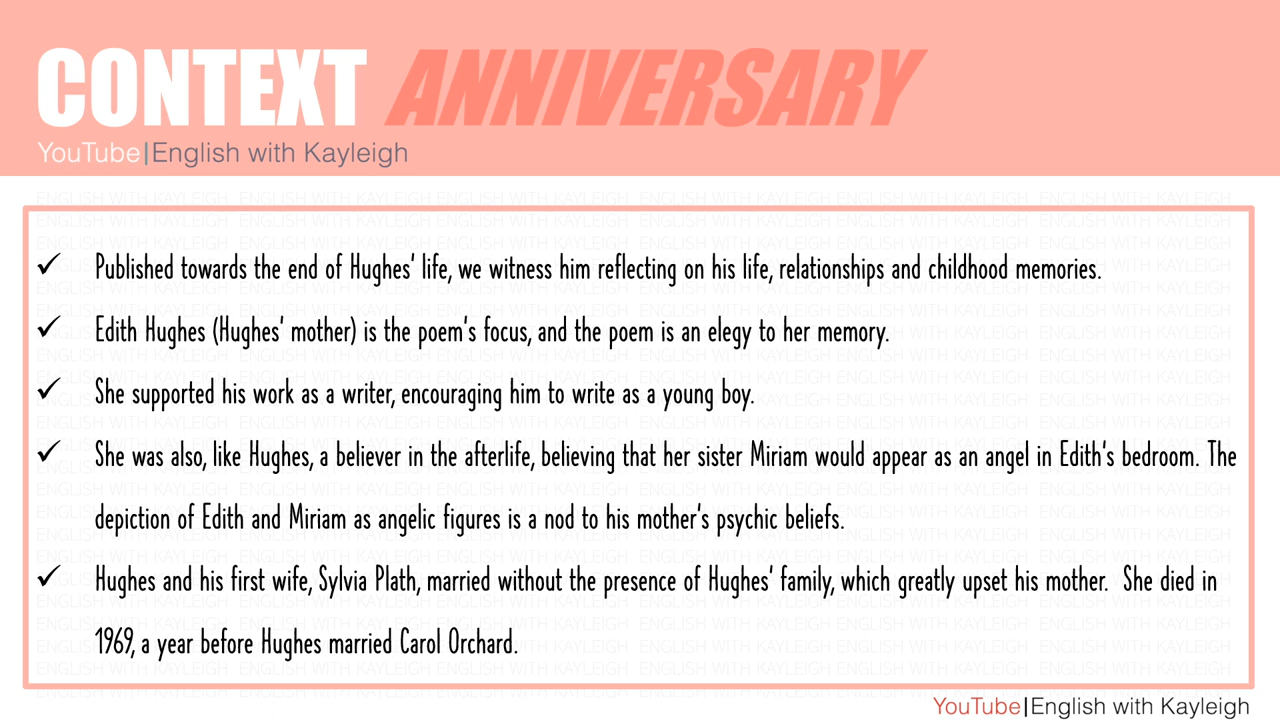 CONTEXT ANNIVERSARY
YouTube|English with Kayleigh
✓ Published towards the end of Hughes' life, we witness him reflecting on his life, relationships and childhood memories.
✓ Edith Hughes (Hughes' mother) is the poem's focus, and the poem is an elegy to her memory.
✓ She supported his work as a writer, encouraging him to write as a young boy.
✓ She was also, like Hughes, a believer in the afterlife, believing that her sister Miriam would appear as an angel in Edith's bedroom. The
depiction of Edith and Miriam as angelic figures is a nod to his mother's psychic beliefs.
✓ Hughes and his first wife, Sylvia Plath, married without the presence of Hughes' family, which greatly upset his mother. She died in
1969, a year before Hughes married Carol Orchard.
YouTube|English with Kayleigh